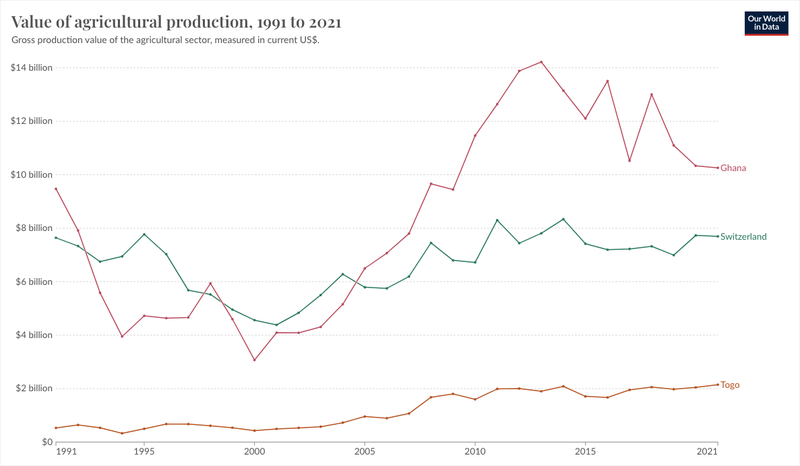 Value of agricultural production, 1991 to 2021
Gross production value of the agricultural sector, measured in current US$.
Our World
in Data
$14 billion
$12 billion
$10 billion
$8 billion
$6 billion
$4 billion
$2 billion
$0
Ghana
Switzerland
Togo
1991
1995
2000
2005
2010
2015
2021